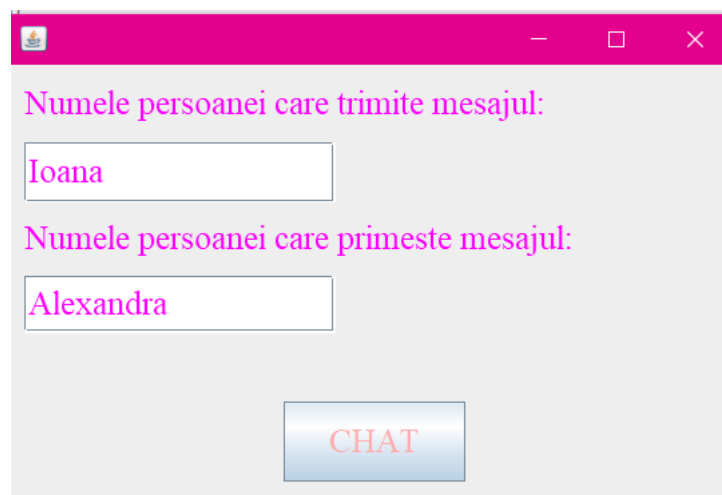 Numele persoanei care trimite mesajul:
Ioana
Numele persoanei care primeste mesajul:
Alexandra
CHAT